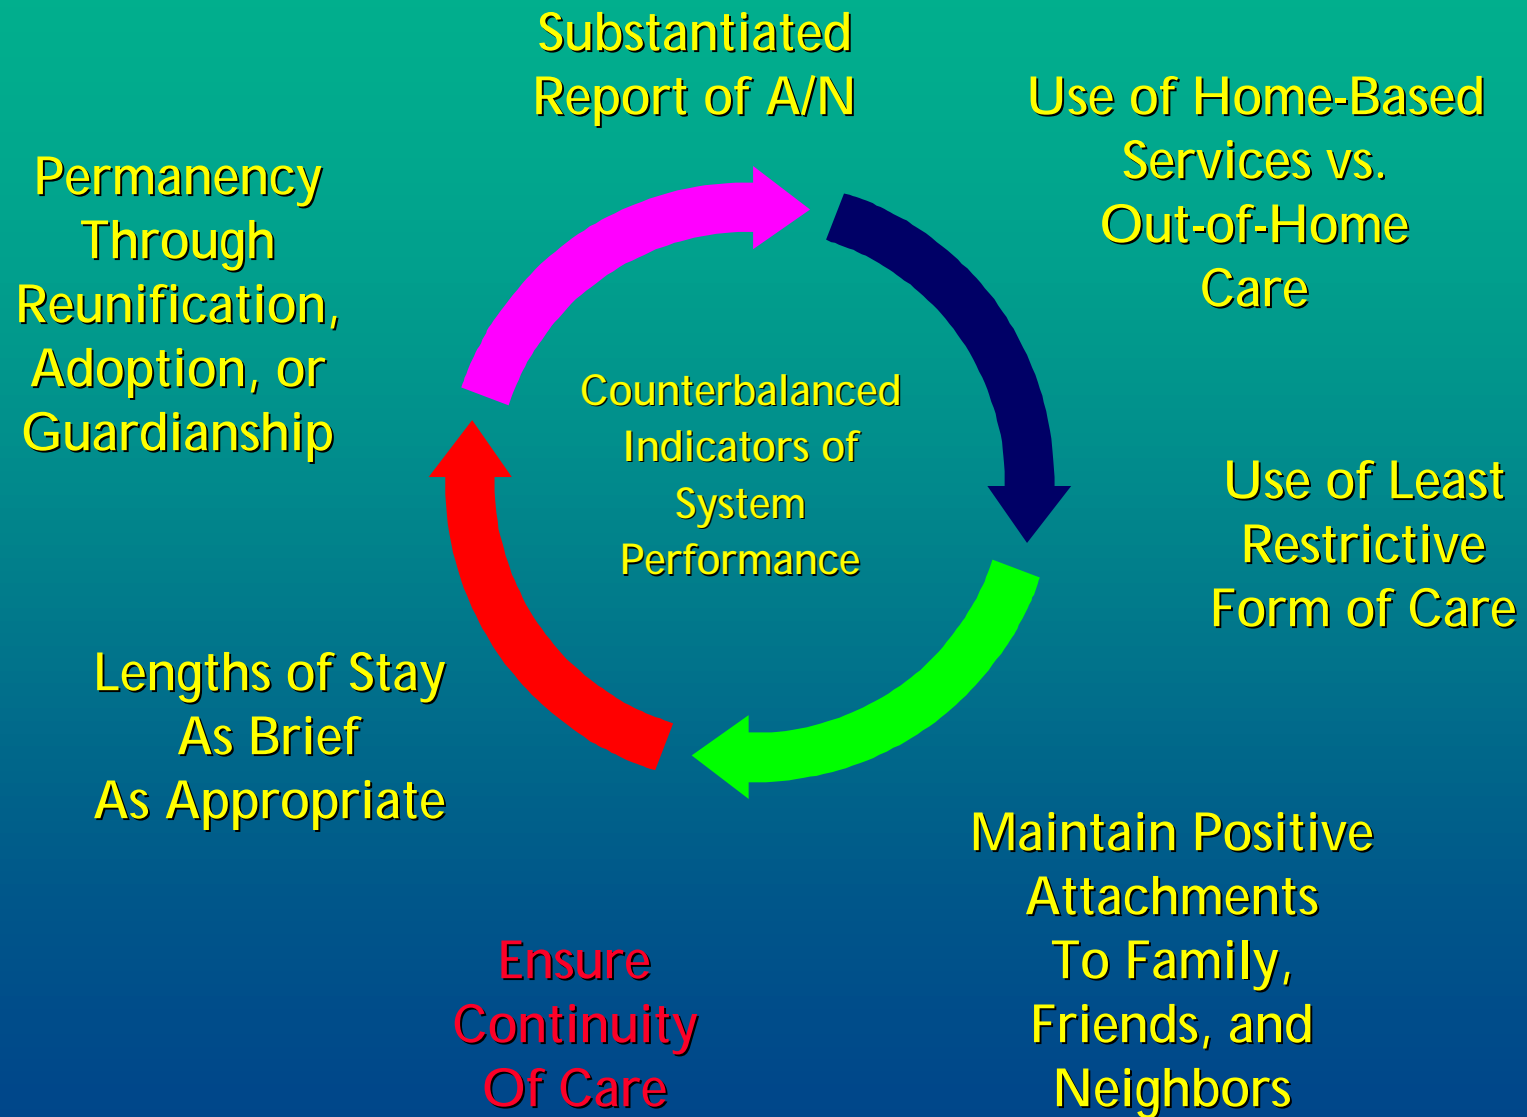 Substantiated
Report of A/N
Use of Home-Based
Services vs.
Out-of-Home
Care
Use of Least
Restrictive
Form of Care
Maintain Positive
Attachments
To Family,
Friends, and
Neighbors
Ensure
Continuity
Of Care
Lengths of Stay
As Brief
As Appropriate
Permanency
Through
Reunification,
Adoption, or
Guardianship
Counterbalanced
Indicators of
System
Performance